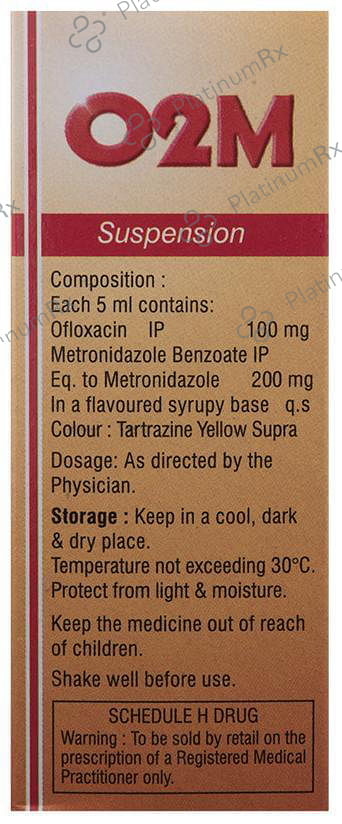 O2M
Suspension
Composition :
Each 5 ml contains:
Ofloxacin IP 100 mg
Metronidazole Benzoate IP
Eq. to Metronidazole 200 mg
In a flavoured syrupy base q.s
Colour : Tartrazine Yellow Supra
Dosage: As directed by the
Physician.
Storage : Keep in a cool, dark
& dry place.
Temperature not exceeding 30°C.
Protect from light & moisture.
Keep the medicine out of reach
of children.
Shake well before use.
SCHEDULE H DRUG
Warning : To be sold by retail on the
prescription of a Registered Medical
Practitioner only.
PlatinumRx
PlatinumRx